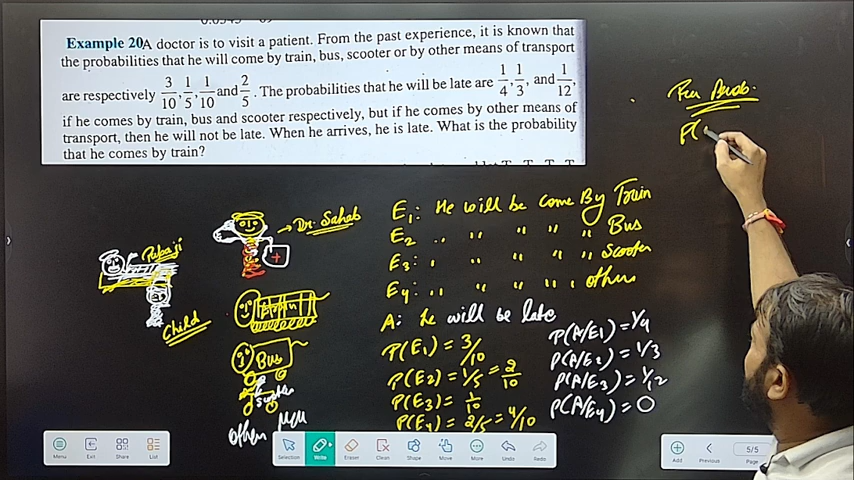 Example 20 A doctor is to visit a patient. From the past experience, it is known that
the probabilities that he will come by train, bus, scooter or by other means of transport
are respectively 3/10, 1/5, 1/10 and 2/5. The probabilities that he will be late are 1/4, 1/3, and 1/12,
if he comes by train, bus and scooter respectively, but if he comes by other means of
transport, then he will not be late. When he arrives, he is late. What is the probability
that he comes by train?
P(
Dr. Sahab
Child
Bus
Scooter
other
E1: He will be come By Train
E2 ,, " " " " Bus
E3: , " " " " Scooter
E4: ,, " " " , others
A: he will be late
P(E1) = 3/10
P(E2) = 1/5 = 2/10
P(E3) = 1/10
P(E4) = 2/5 = 4/10
P(A/E1) = 1/4
P(A/E2) = 1/3
P(A/E3) = 1/12
P(A/E4) = 0
Menu Exit Share List
Selection Write Eraser Clean Shape Move More Undo Redo
Add Previous 5/5